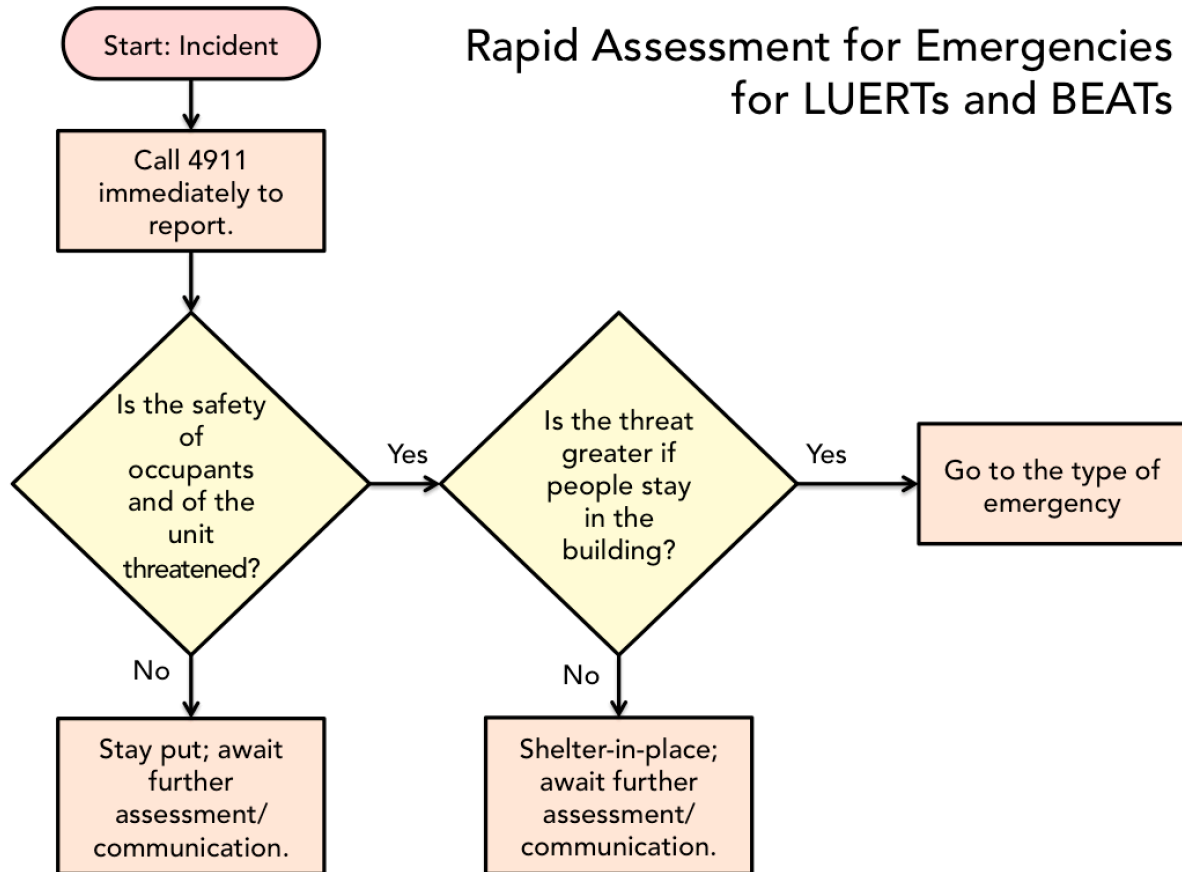 Start: Incident
Rapid Assessment for Emergencies
for LUERTs and BEATs
Call 4911
immediately to
report.
Is the safety
of
occupants
and of the
unit
threatened?
Yes
Is the threat
greater if
people stay
in the
building?
Yes
Go to the type of
emergency
No
Stay put; await
further
assessment/
communication.
No
Shelter-in-place;
await further
assessment/
communication.